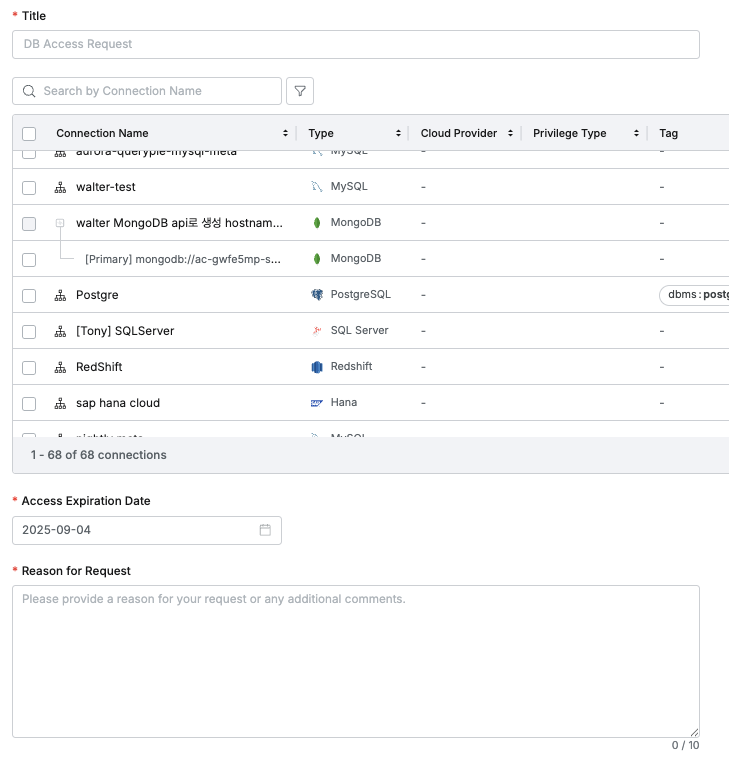 * Title
DB Access Request
Search by Connection Name
Connection Name Type Cloud Provider Privilege Type Tag
aurora-querypie-mysql-meta MySQL - -
walter-test MySQL - -
walter MongoDB api로 생성 hostnam... MongoDB - -
[Primary] mongodb://ac-gwfe5mp-s... MongoDB - -
Postgre PostgreSQL - dbms : postg
[Tony] SQLServer SQL Server - -
RedShift Redshift - -
sap hana cloud Hana - -
nightly-meta MySQL
1 - 68 of 68 connections
* Access Expiration Date
2025-09-04
* Reason for Request
Please provide a reason for your request or any additional comments.
0 / 10